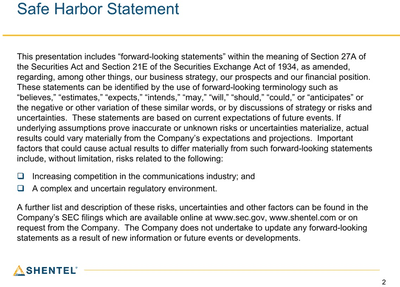 Safe Harbor Statement
This presentation includes “forward-looking statements” within the meaning of Section 27A of
the Securities Act and Section 21E of the Securities Exchange Act of 1934, as amended,
regarding, among other things, our business strategy, our prospects and our financial position.
These statements can be identified by the use of forward-looking terminology such as
“believes,” “estimates,” “expects,” “intends,” “may,” “will,” “should,” “could,” or “anticipates” or
the negative or other variation of these similar words, or by discussions of strategy or risks and
uncertainties.  These statements are based on current expectations of future events. If
underlying assumptions prove inaccurate or unknown risks or uncertainties materialize, actual
results could vary materially from the Company’s expectations and projections.  Important
factors that could cause actual results to differ materially from such forward-looking statements
include, without limitation, risks related to the following:
❑ Increasing competition in the communications industry; and
❑ A complex and uncertain regulatory environment.
A further list and description of these risks, uncertainties and other factors can be found in the
Company’s SEC filings which are available online at www.sec.gov, www.shentel.com or on
request from the Company.  The Company does not undertake to update any forward-looking
statements as a result of new information or future events or developments.
SHENTEL®
2